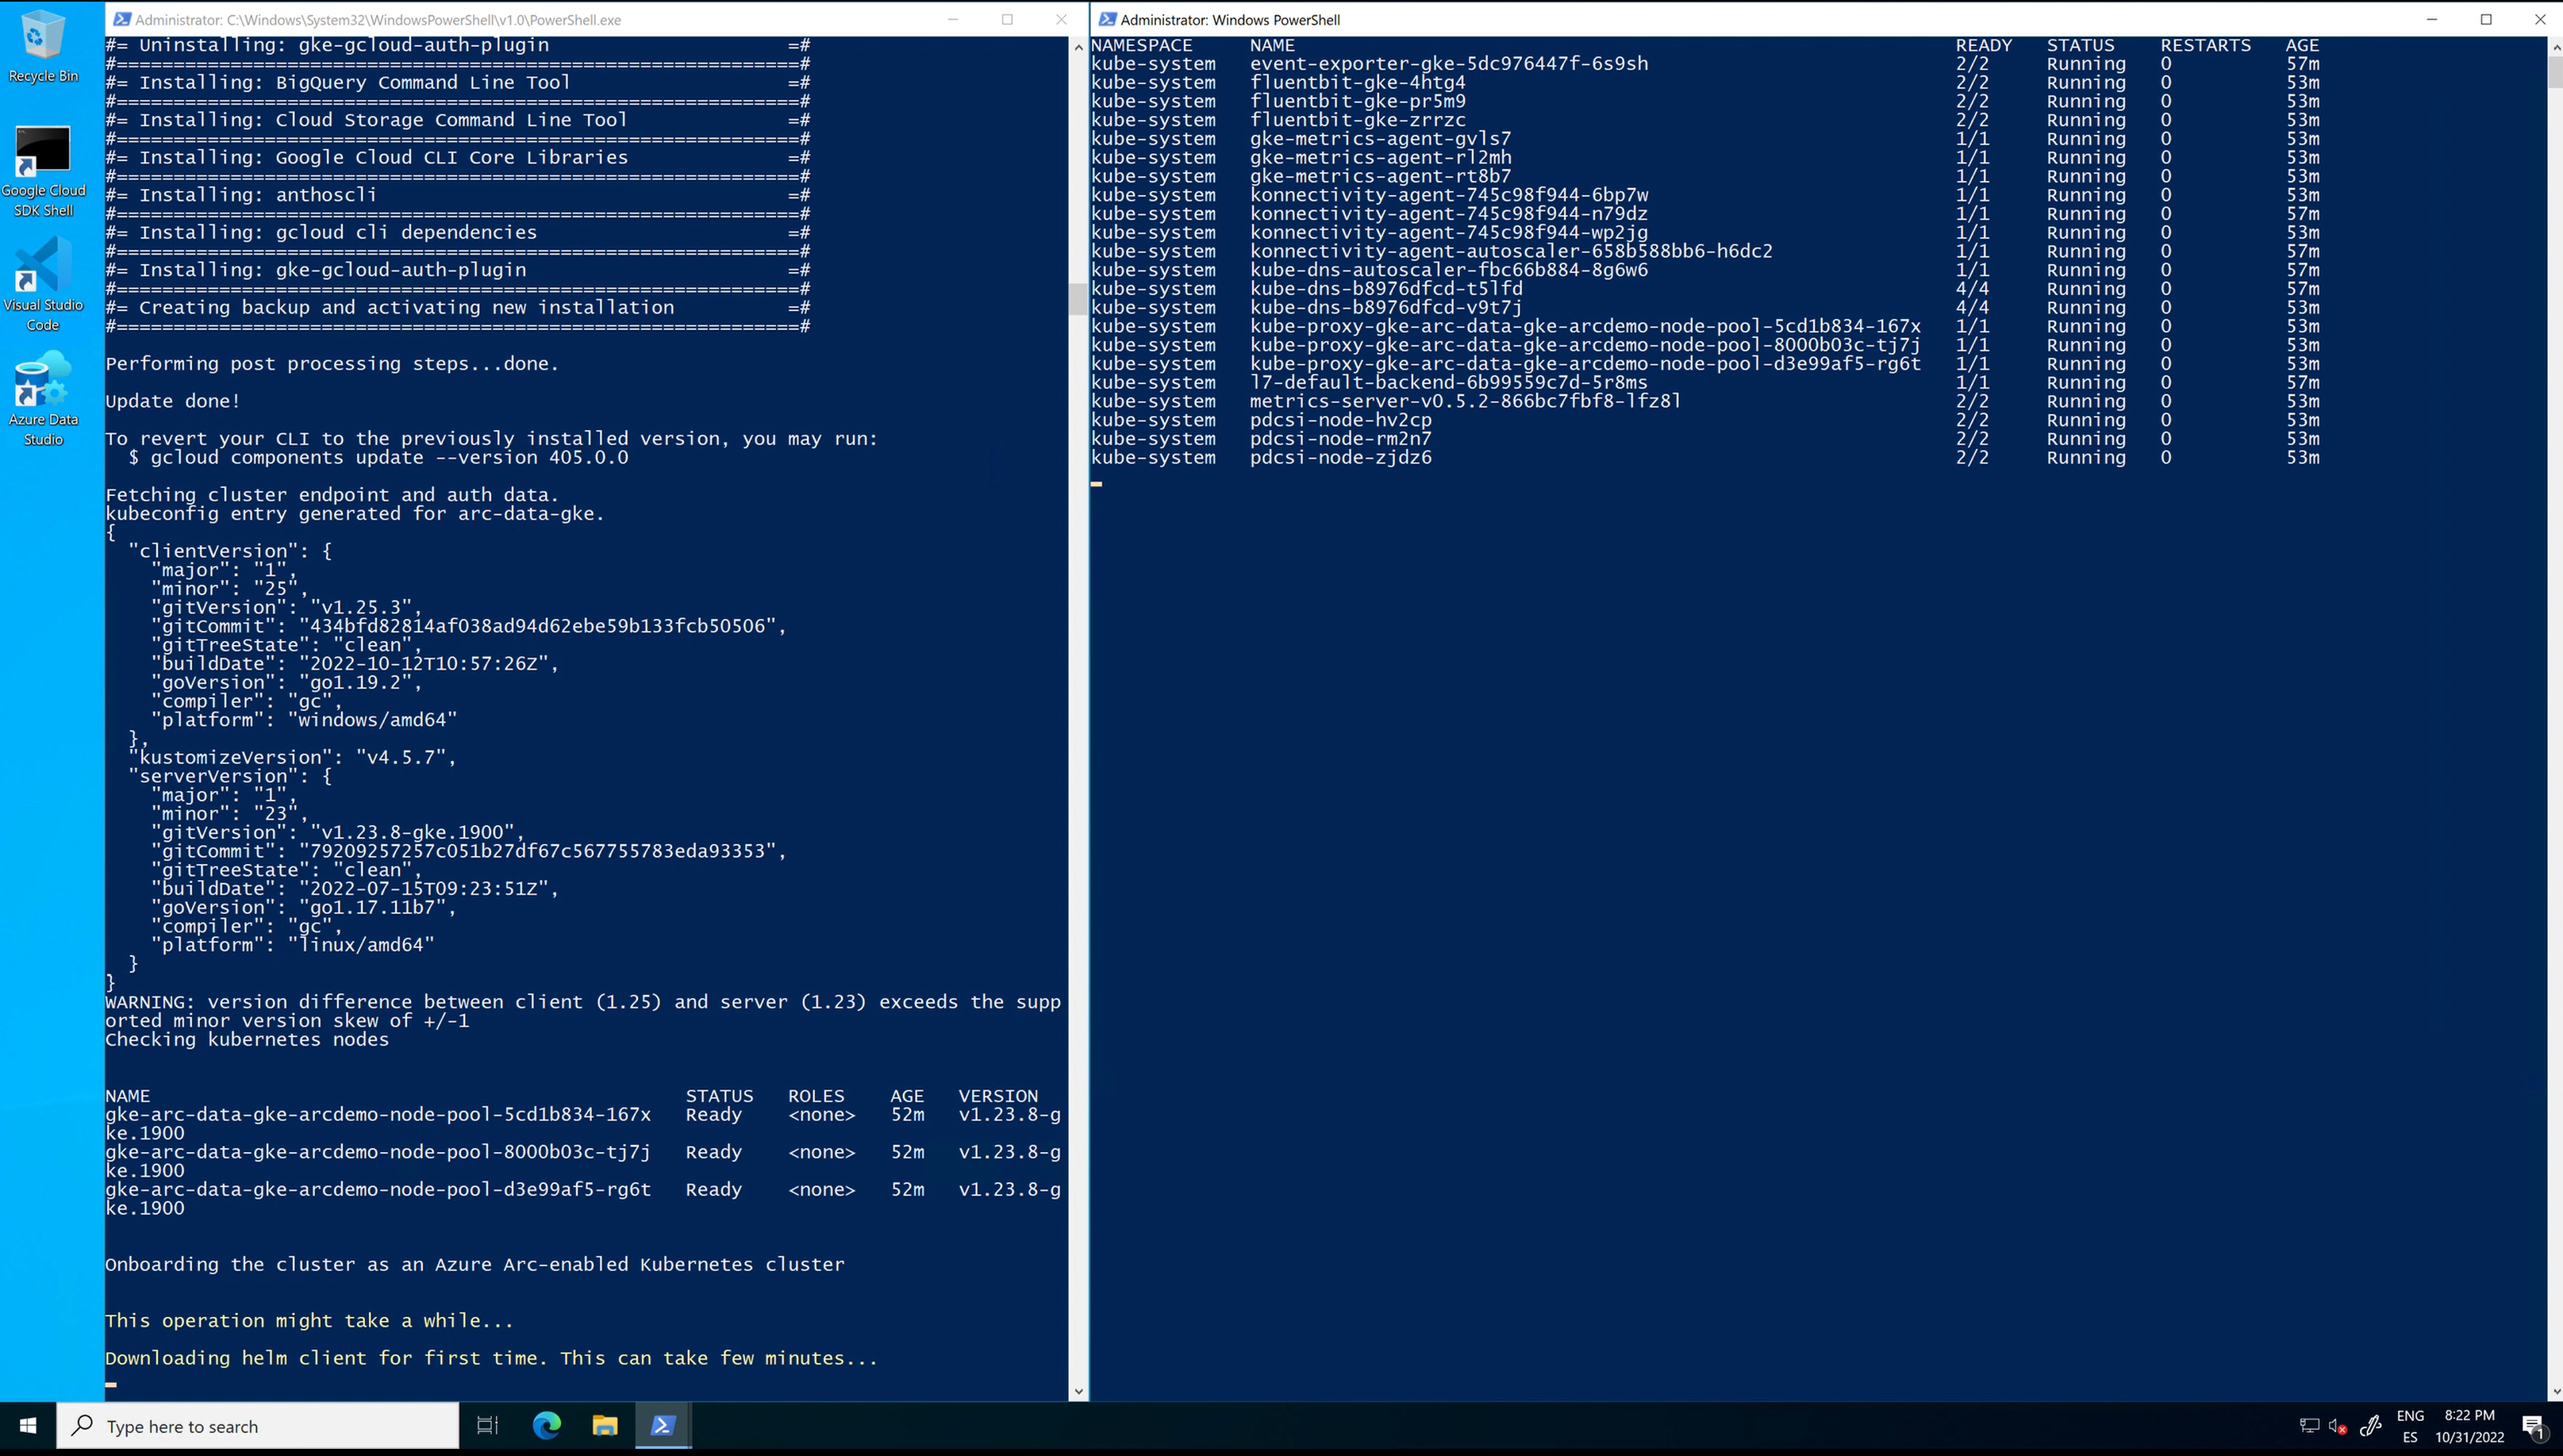 Recycle Bin
Google Cloud
SDK Shell
Visual Studio
Code
Azure Data
Studio
Administrator: C:\Windows\System32\WindowsPowerShell\v1.0\PowerShell.exe
#= Uninstalling: gke-gcloud-auth-plugin =#
#============================================================#
#= Installing: BigQuery Command Line Tool =#
#============================================================#
#= Installing: Cloud Storage Command Line Tool =#
#============================================================#
#= Installing: Google Cloud CLI Core Libraries =#
#============================================================#
#= Installing: anthoscli =#
#============================================================#
#= Installing: gcloud cli dependencies =#
#============================================================#
#= Installing: gke-gcloud-auth-plugin =#
#============================================================#
#= Creating backup and activating new installation =#
#============================================================#
Performing post processing steps...done.
Update done!
To revert your CLI to the previously installed version, you may run:
$ gcloud components update --version 405.0.0
Fetching cluster endpoint and auth data.
kubeconfig entry generated for arc-data-gke.
{
"clientVersion": {
"major": "1",
"minor": "25",
"gitVersion": "v1.25.3",
"gitCommit": "434bfd82814af038ad94d62ebe59b133fcb50506",
"gitTreeState": "clean",
"buildDate": "2022-10-12T10:57:26Z",
"goVersion": "go1.19.2",
"compiler": "gc",
"platform": "windows/amd64"
},
"kustomizeVersion": "v4.5.7",
"serverVersion": {
"major": "1",
"minor": "23",
"gitVersion": "v1.23.8-gke.1900",
"gitCommit": "79209257257c051b27df67c567755783eda93353",
"gitTreeState": "clean",
"buildDate": "2022-07-15T09:23:51Z",
"goVersion": "go1.17.11b7",
"compiler": "gc",
"platform": "linux/amd64"
}
}
WARNING: version difference between client (1.25) and server (1.23) exceeds the supp
orted minor version skew of +/-1
Checking kubernetes nodes
NAME STATUS ROLES AGE VERSION
gke-arc-data-gke-arcdemo-node-pool-5cd1b834-167x Ready <none> 52m v1.23.8-g
ke.1900
gke-arc-data-gke-arcdemo-node-pool-8000b03c-tj7j Ready <none> 52m v1.23.8-g
ke.1900
gke-arc-data-gke-arcdemo-node-pool-d3e99af5-rg6t Ready <none> 52m v1.23.8-g
ke.1900
Onboarding the cluster as an Azure Arc-enabled Kubernetes cluster
This operation might take a while...
Downloading helm client for first time. This can take few minutes...
Administrator: Windows PowerShell
NAMESPACE NAME READY STATUS RESTARTS AGE
kube-system event-exporter-gke-5dc976447f-6s9sh 2/2 Running 0 57m
kube-system fluentbit-gke-4htg4 2/2 Running 0 53m
kube-system fluentbit-gke-pr5m9 2/2 Running 0 53m
kube-system fluentbit-gke-zrrzc 2/2 Running 0 53m
kube-system gke-metrics-agent-gvls7 1/1 Running 0 53m
kube-system gke-metrics-agent-rl2mh 1/1 Running 0 53m
kube-system gke-metrics-agent-rt8b7 1/1 Running 0 53m
kube-system konnectivity-agent-745c98f944-6bp7w 1/1 Running 0 53m
kube-system konnectivity-agent-745c98f944-n79dz 1/1 Running 0 57m
kube-system konnectivity-agent-745c98f944-wp2jg 1/1 Running 0 53m
kube-system konnectivity-agent-autoscaler-658b588bb6-h6dc2 1/1 Running 0 57m
kube-system kube-dns-autoscaler-fbc66b884-8g6w6 1/1 Running 0 57m
kube-system kube-dns-b8976dfcd-t5lfd 4/4 Running 0 57m
kube-system kube-dns-b8976dfcd-v9t7j 4/4 Running 0 53m
kube-system kube-proxy-gke-arc-data-gke-arcdemo-node-pool-5cd1b834-167x 1/1 Running 0 53m
kube-system kube-proxy-gke-arc-data-gke-arcdemo-node-pool-8000b03c-tj7j 1/1 Running 0 53m
kube-system kube-proxy-gke-arc-data-gke-arcdemo-node-pool-d3e99af5-rg6t 1/1 Running 0 53m
kube-system l7-default-backend-6b99559c7d-5r8ms 1/1 Running 0 57m
kube-system metrics-server-v0.5.2-866bc7fbf8-lfz8l 2/2 Running 0 53m
kube-system pdcsi-node-hv2cp 2/2 Running 0 53m
kube-system pdcsi-node-rm2n7 2/2 Running 0 53m
kube-system pdcsi-node-zjdz6 2/2 Running 0 53m
Type here to search
ENG
ES
8:22 PM
10/31/2022
1